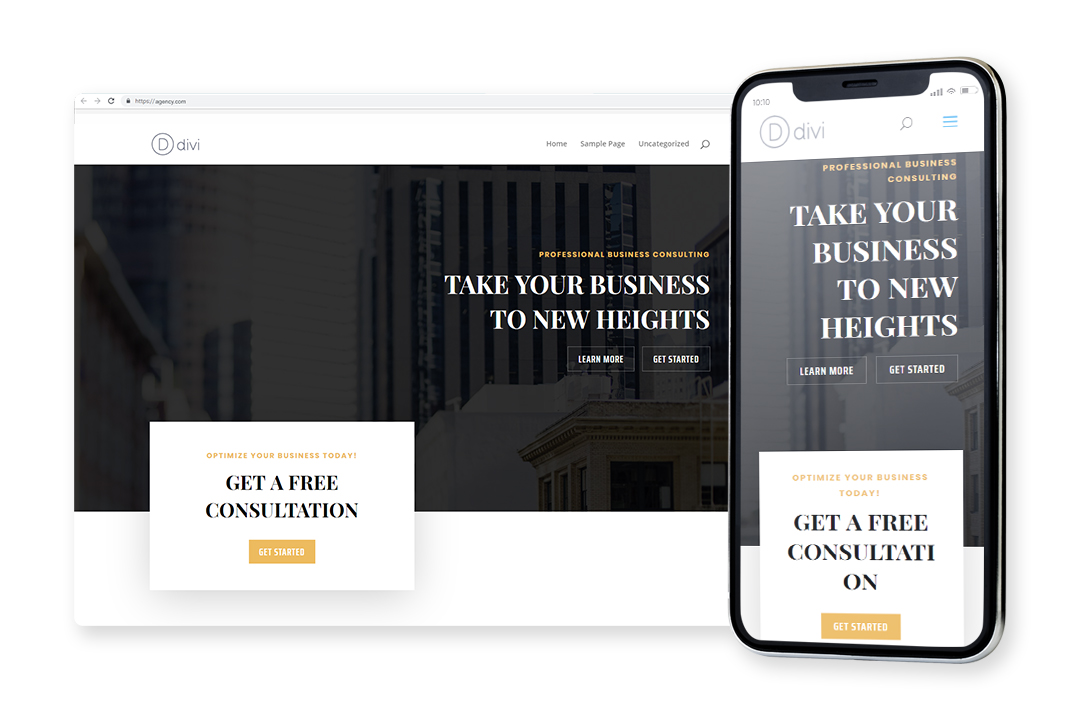 https://agency.com
D divi
Home Sample Page Uncategorized
PROFESSIONAL BUSINESS CONSULTING
TAKE YOUR BUSINESS
TO NEW HEIGHTS
LEARN MORE GET STARTED
OPTIMIZE YOUR BUSINESS TODAY!
GET A FREE
CONSULTATION
GET STARTED
10:10
D divi
PROFESSIONAL BUSINESS
CONSULTING
TAKE YOUR
BUSINESS
TO NEW
HEIGHTS
LEARN MORE GET STARTED
OPTIMIZE YOUR BUSINESS
TODAY!
GET A FREE
CONSULTATI
ON
GET STARTED